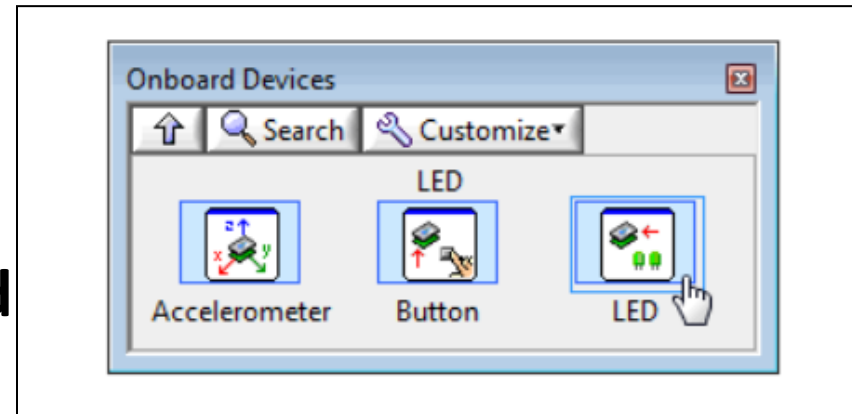 Onboard Devices
Search Customize
LED
z
x y
Accelerometer Button LED
d